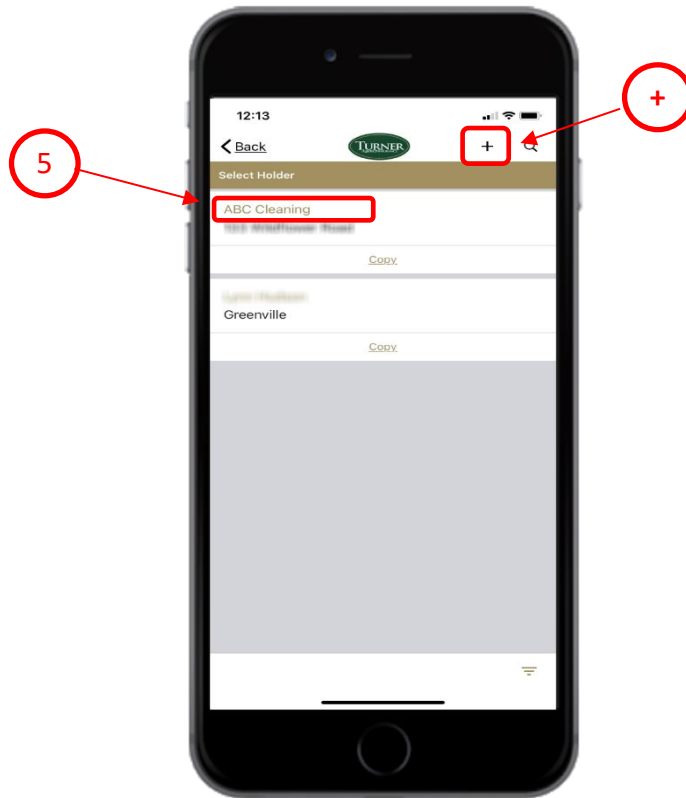 +
12:13
Back
TURNER
+
5
Select Holder
ABC Cleaning
Copy
Greenville
Copy